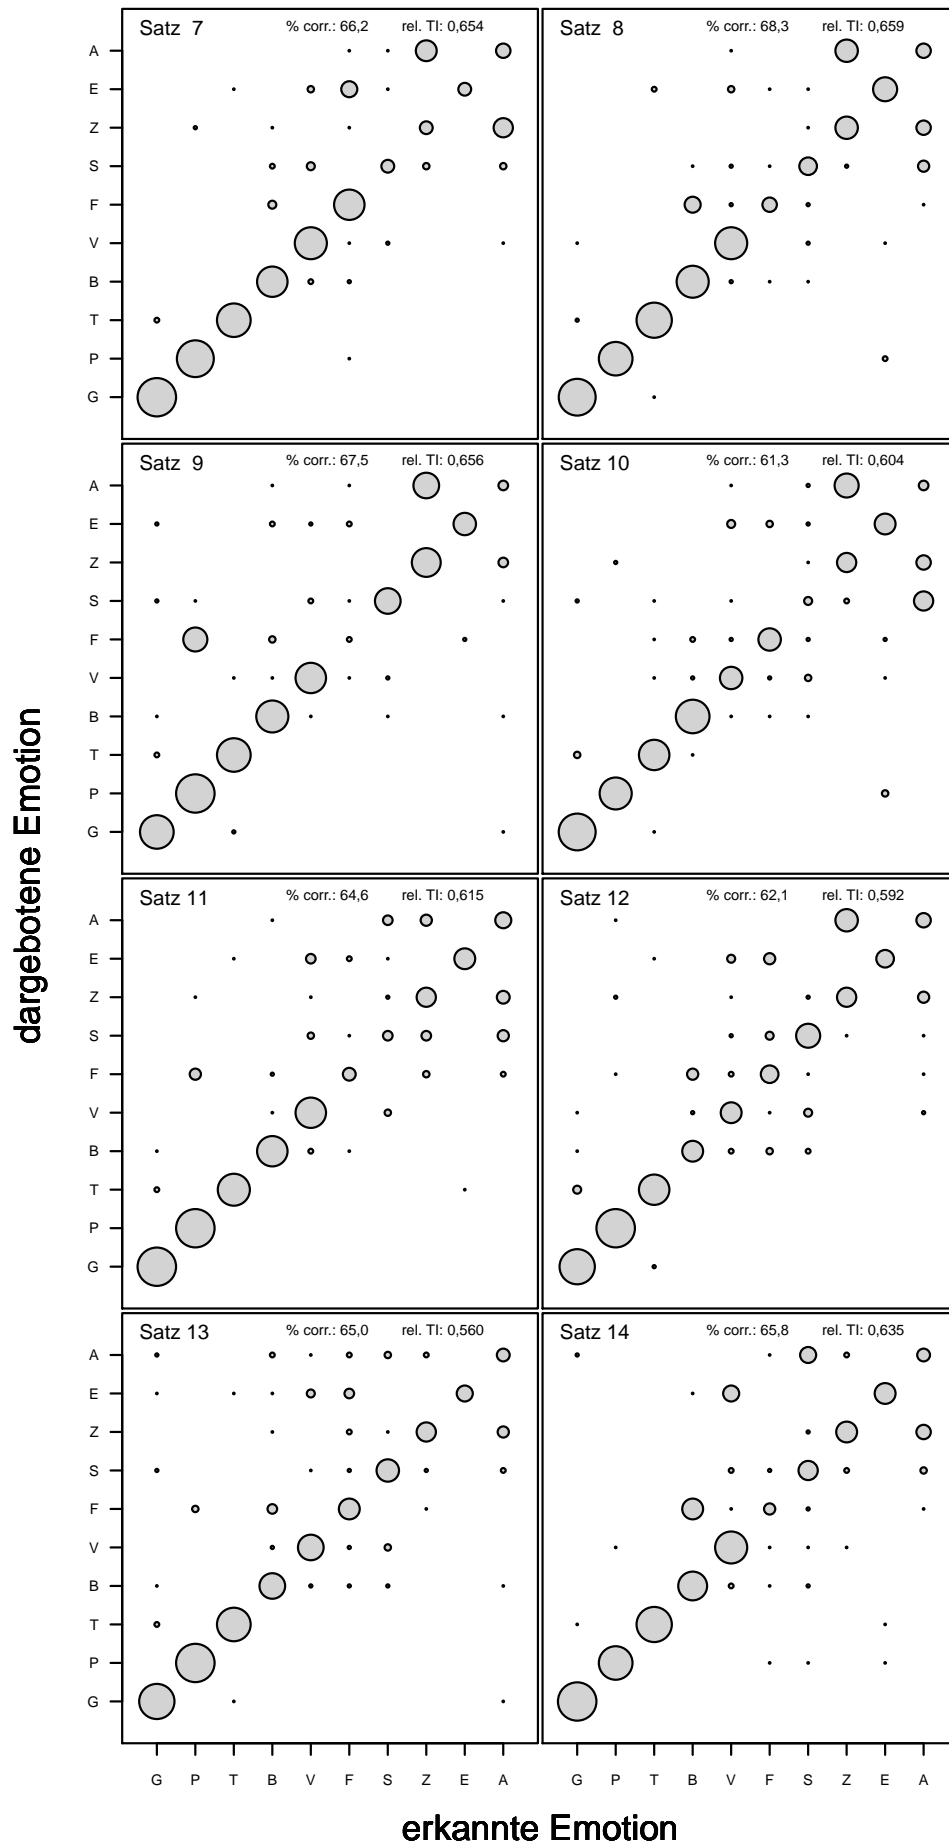 Satz 7 % corr.: 66,2 rel. TI: 0,654
Satz 8 % corr.: 68,3 rel. TI: 0,659
A
E
Z
S
F
V
B
T
P
G
Satz 9 % corr.: 67,5 rel. TI: 0,656
Satz 10 % corr.: 61,3 rel. TI: 0,604
A
E
Z
S
F
V
B
T
P
G
Satz 11 % corr.: 64,6 rel. TI: 0,615
Satz 12 % corr.: 62,1 rel. TI: 0,592
A
E
Z
S
F
V
B
T
P
G
Satz 13 % corr.: 65,0 rel. TI: 0,560
Satz 14 % corr.: 65,8 rel. TI: 0,635
A
E
Z
S
F
V
B
T
P
G
G P T B V F S Z E A
G P T B V F S Z E A
dargebotene Emotion
erkannte Emotion